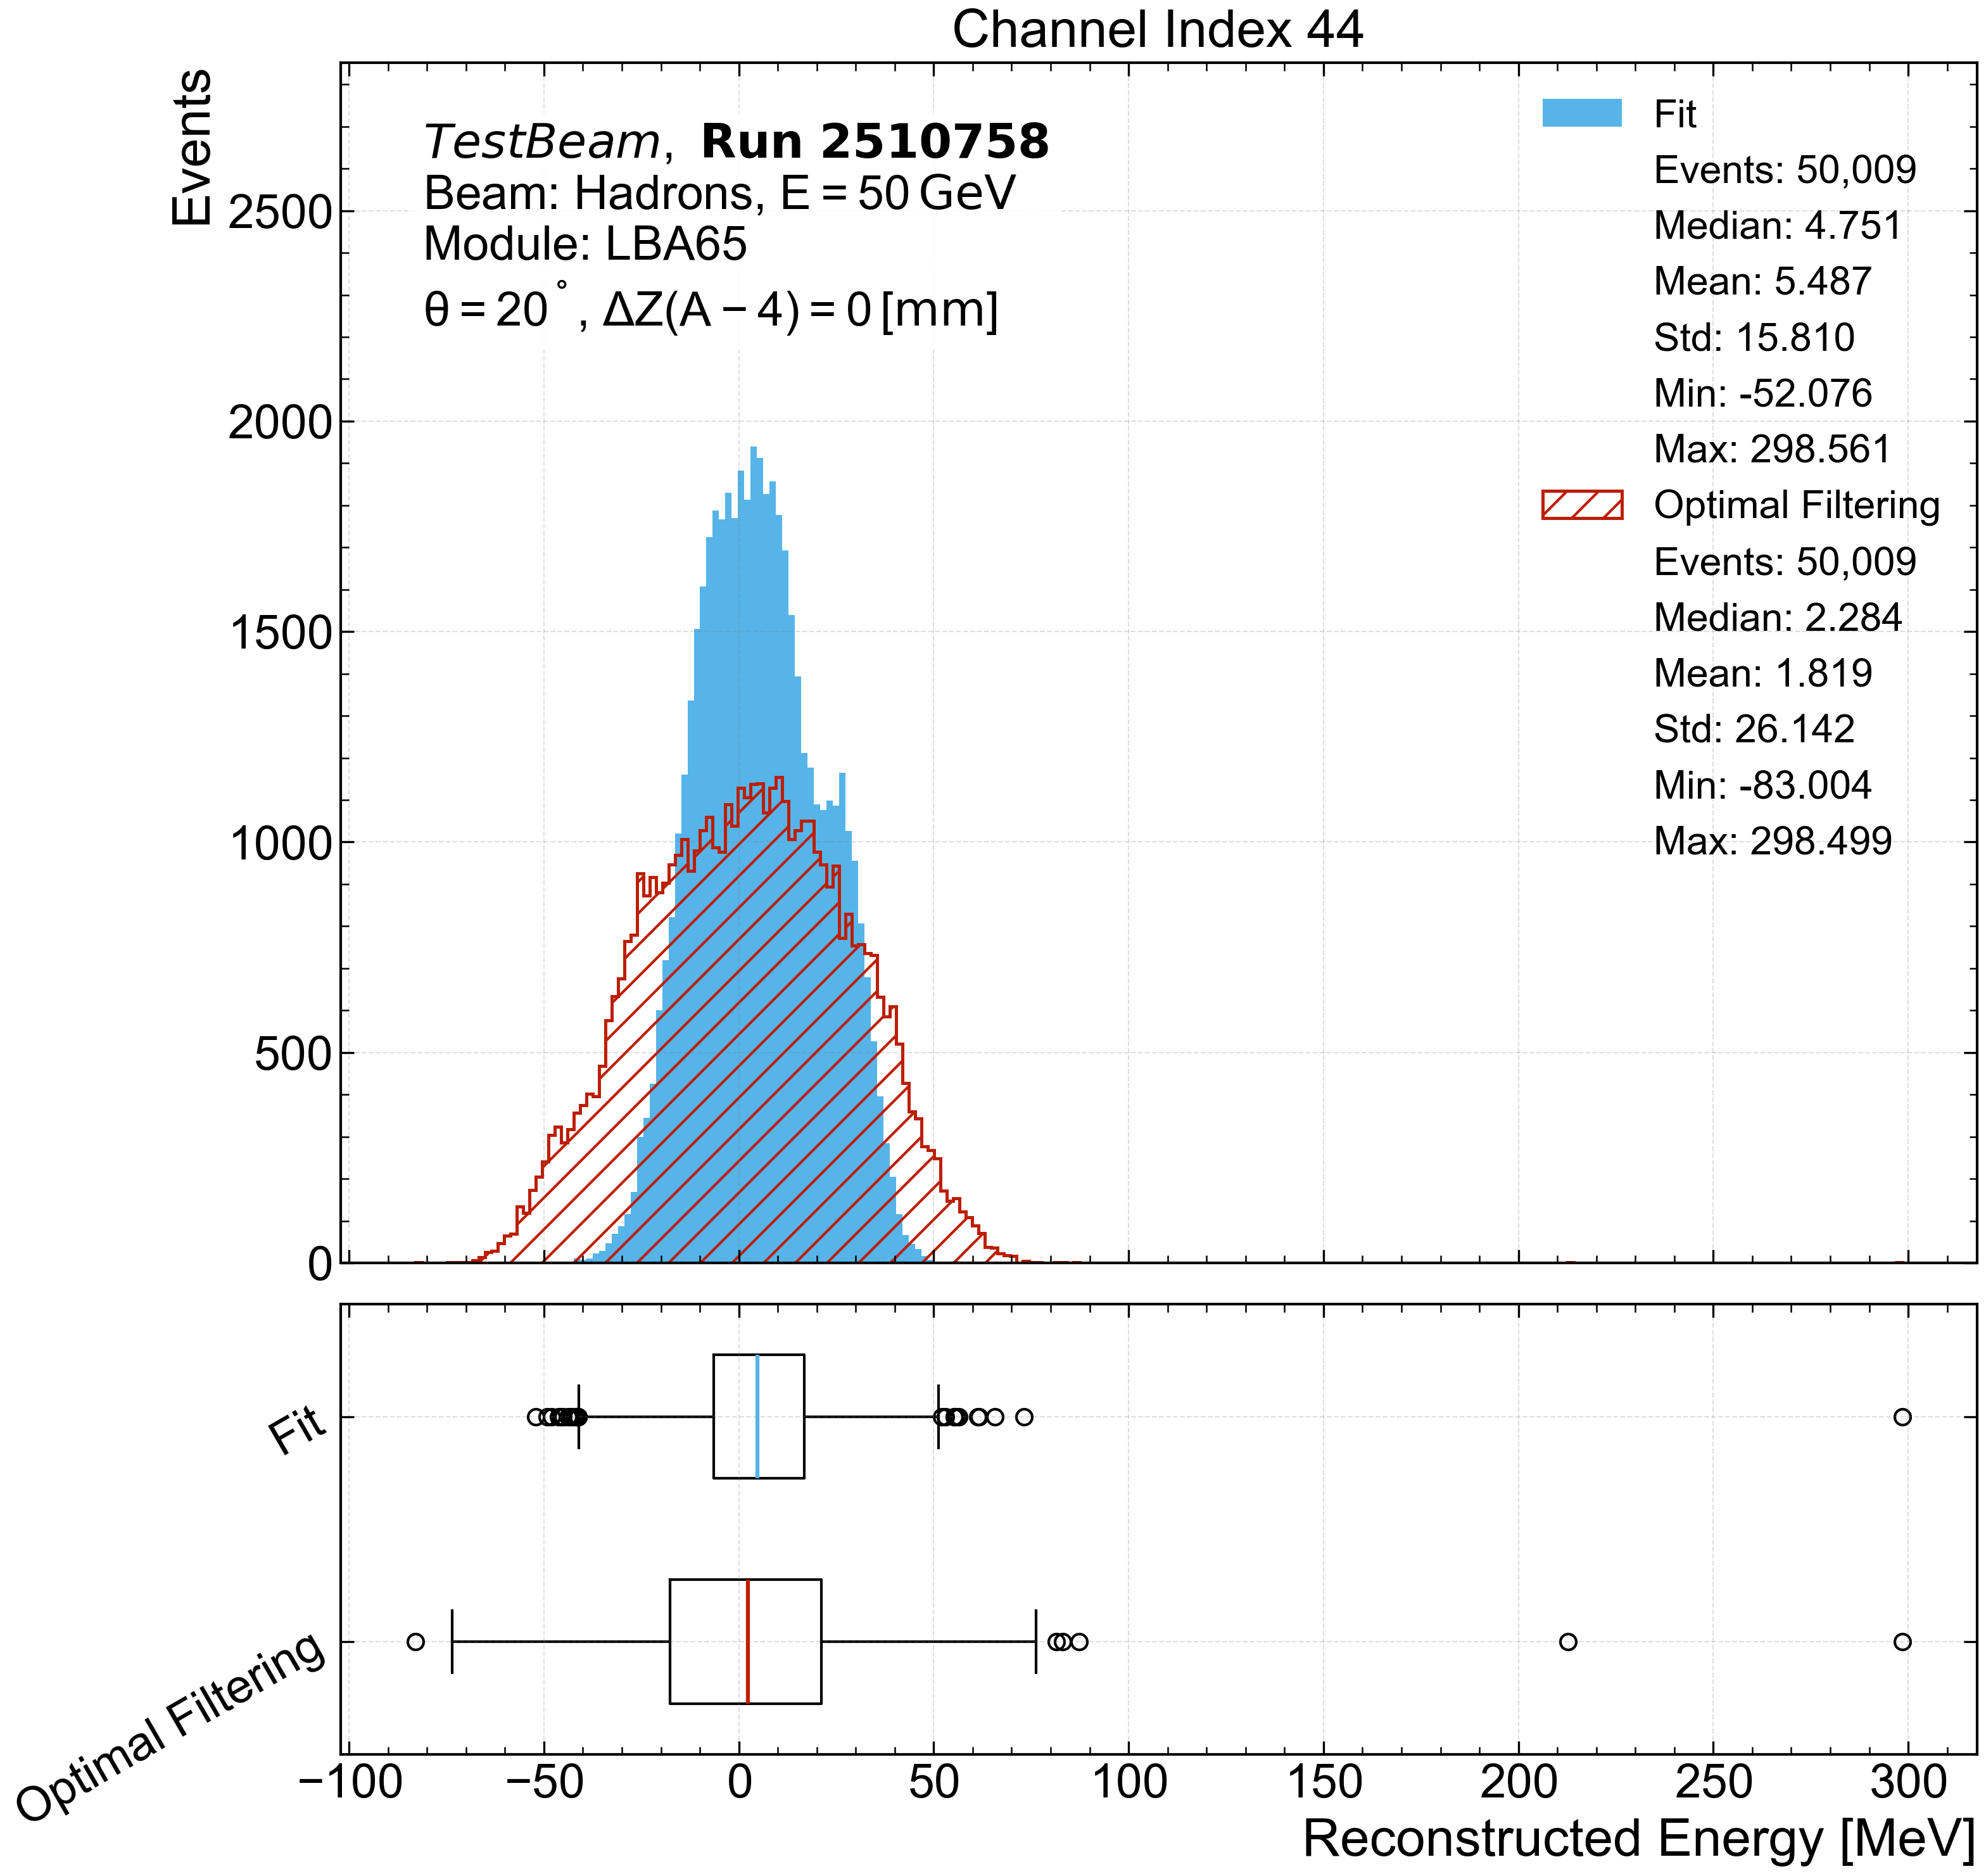 Channel Index 44
Events
TestBeam, Run 2510758
Beam: Hadrons, E = 50 GeV
Module: LBA65
θ = 20°, ΔZ(A − 4) = 0 [mm]
Fit
Events: 50,009
Median: 4.751
Mean: 5.487
Std: 15.810
Min: -52.076
Max: 298.561
Optimal Filtering
Events: 50,009
Median: 2.284
Mean: 1.819
Std: 26.142
Min: -83.004
Max: 298.499
2500
2000
1500
1000
500
0
Fit
Optimal Filtering
−100 −50 0 50 100 150 200 250 300
Reconstructed Energy [MeV]